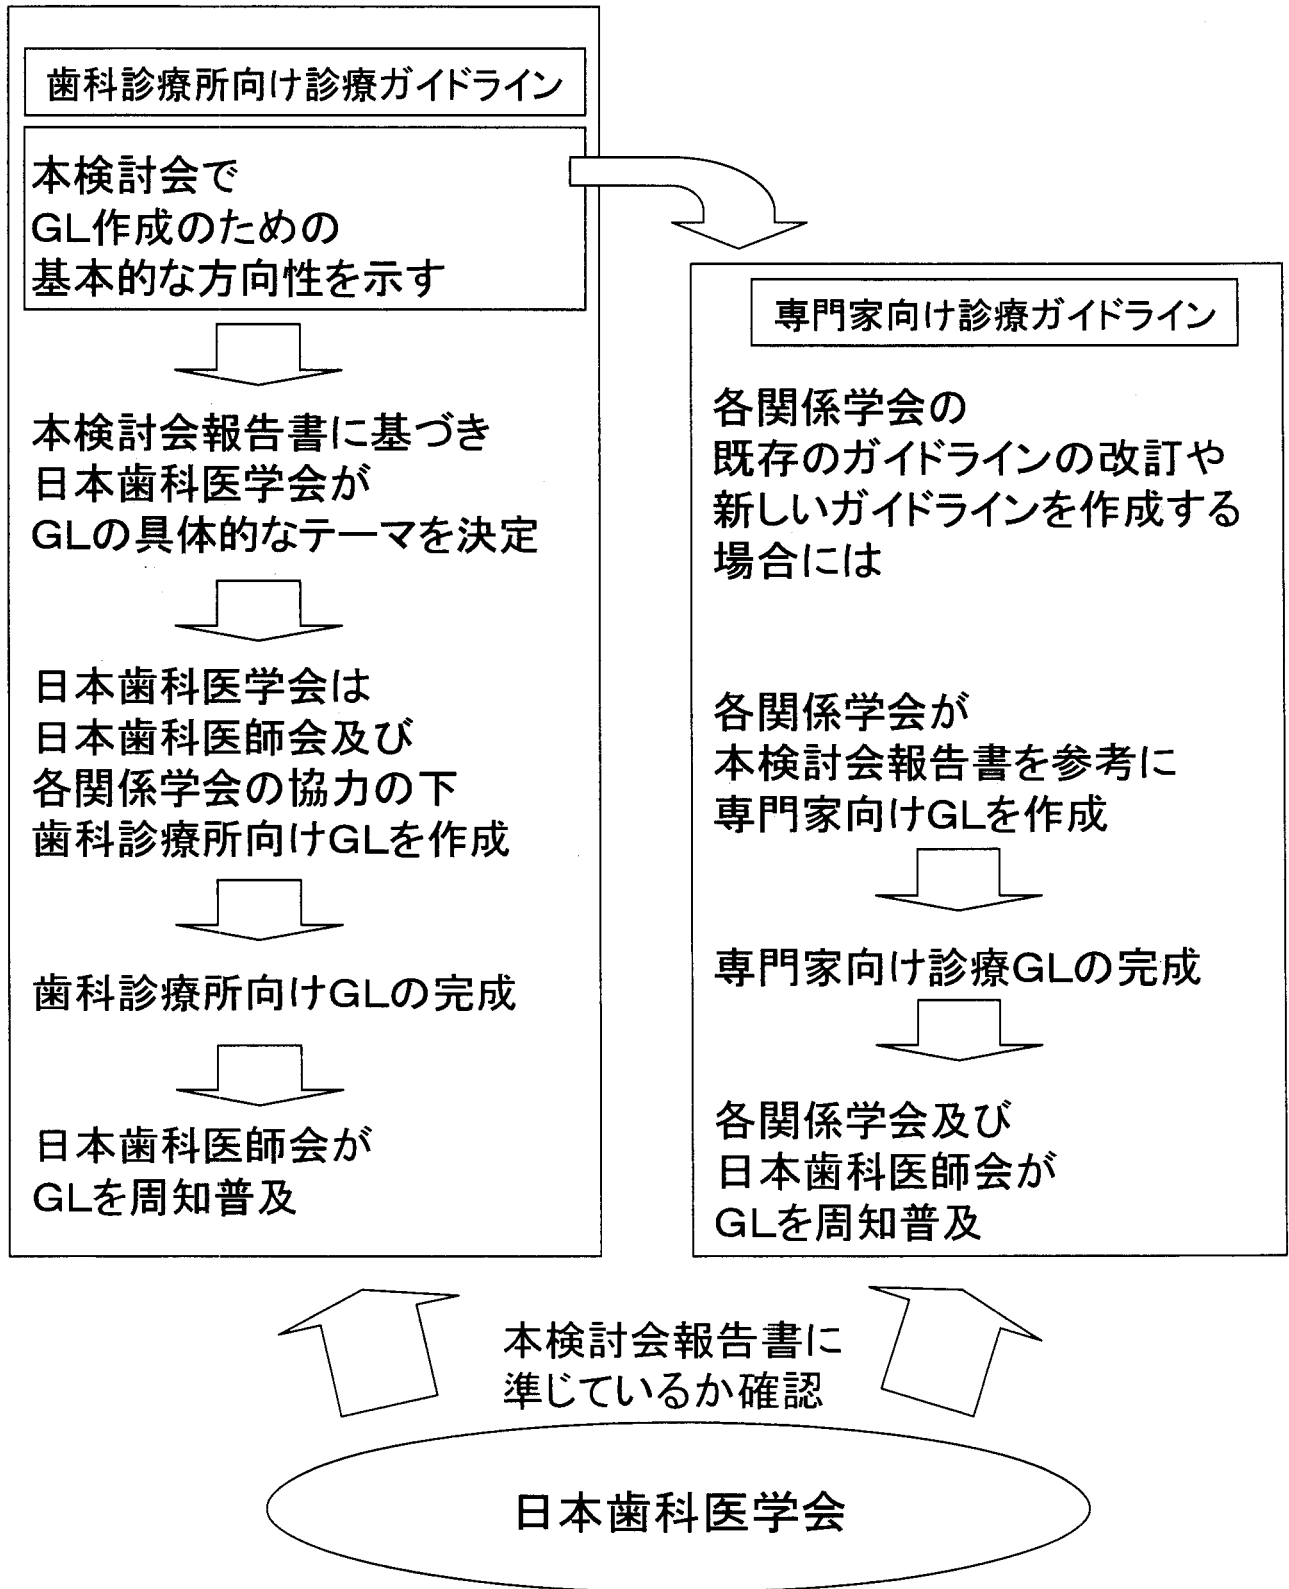 歯科診療所向け診療ガイドライン
本検討会で
GL作成のための
基本的な方向性を示す
本検討会報告書に基づき
日本歯科医学会が
GLの具体的なテーマを決定
日本歯科医学会は
日本歯科医師会及び
各関係学会の協力の下
歯科診療所向けGLを作成
歯科診療所向けGLの完成
日本歯科医師会が
GLを周知普及
専門家向け診療ガイドライン
各関係学会の
既存のガイドラインの改訂や
新しいガイドラインを作成する
場合には
各関係学会が
本検討会報告書を参考に
専門家向けGLを作成
専門家向け診療GLの完成
各関係学会及び
日本歯科医師会が
GLを周知普及
本検討会報告書に
準じているか確認
日本歯科医学会